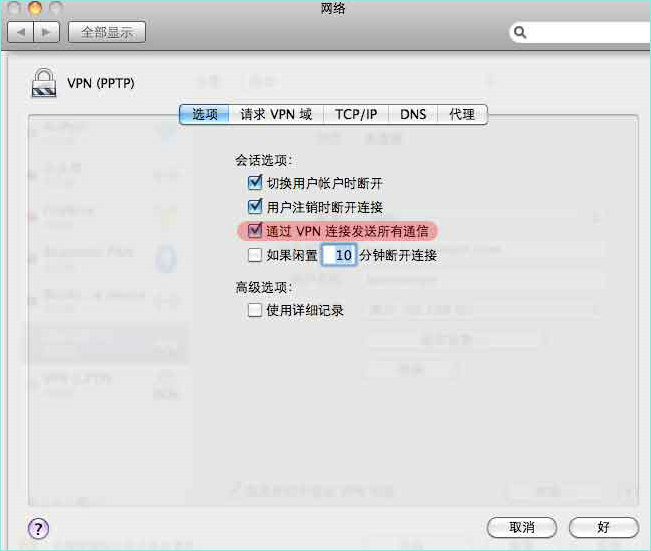 网络
全部显示
VPN (PPTP)
选项 请求 VPN 域 TCP/IP DNS 代理
会话选项:
切换用户帐户时断开
用户注销时断开连接
通过 VPN 连接发送所有通信
如果闲置 10 分钟断开连接
高级选项:
使用详细记录
? 取消 好